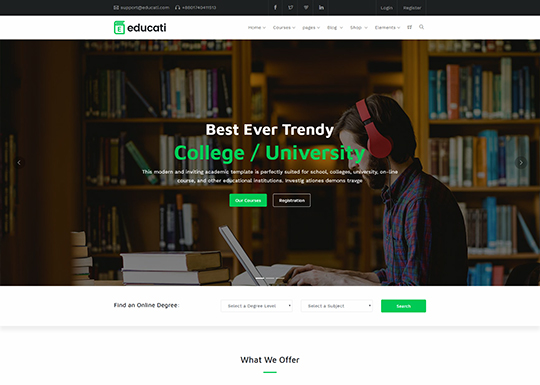 support@educati.com +8801740411513 Login Register
educati Home Courses pages Blog Shop Elements
Best Ever Trendy
College / University
This modern and inviting academic template is perfectly suited for school, colleges, university, on-line
course, and other educational institutions. Investig ationes demons travge
Our Courses Registration
Find an Online Degree: Select a Degree Level Select a Subject Search
What We Offer